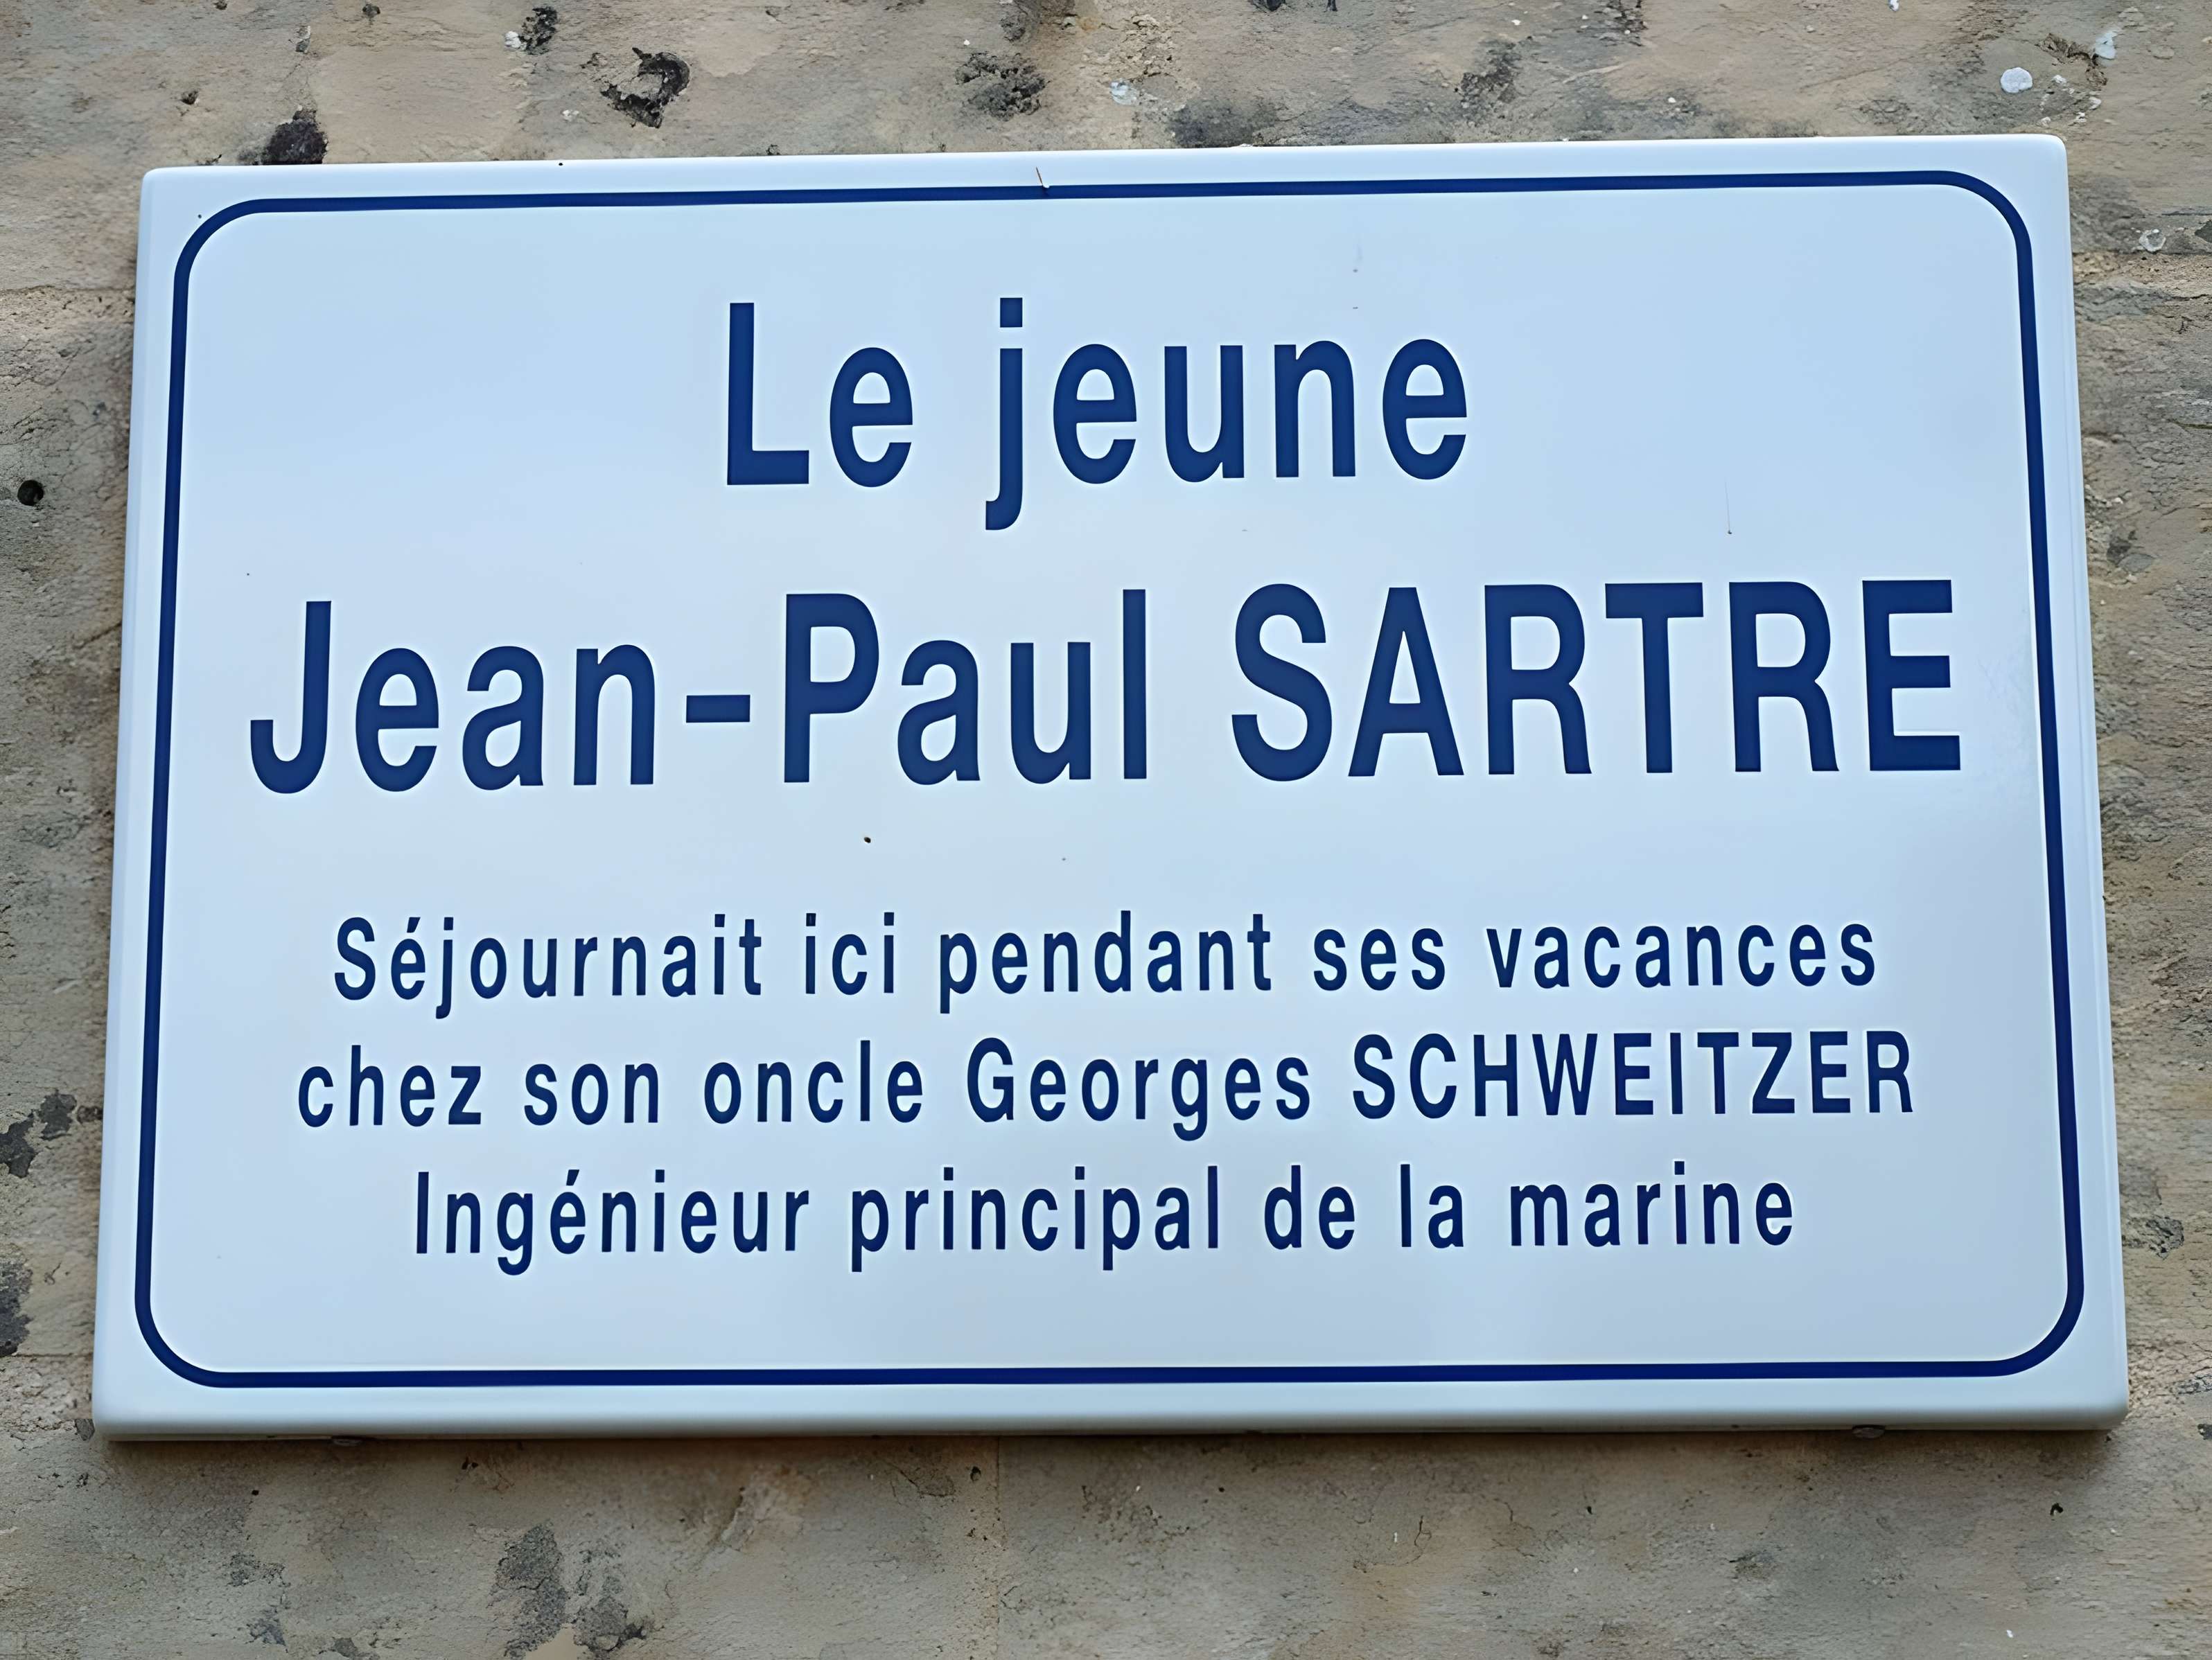 Le jeune
Jean-Paul SARTRE
Séjournait ici pendant ses vacances
chez son oncle Georges SCHWEITZER
Ingénieur principal de la marine